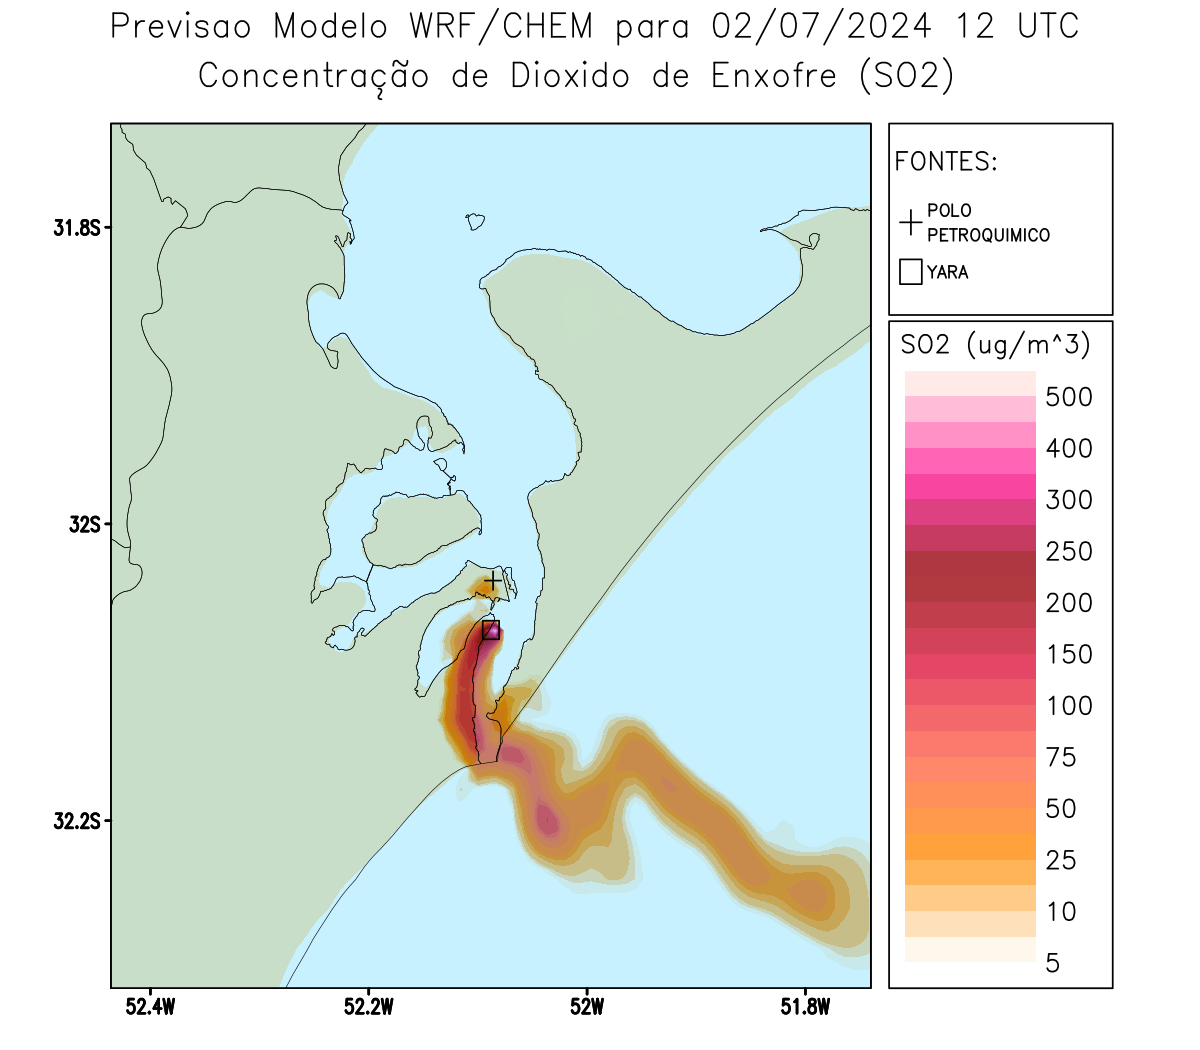 Previsao Modelo WRF/CHEM para 02/07/2024 12 UTC
Concentração de Dioxido de Enxofre (SO2)
FONTES:
POLO
PETROQUIMICO
YARA
31.8S
32S
32.2S
52.4W
52.2W
52W
51.8W
SO2 (ug/m^3)
500
400
300
250
200
150
100
75
50
25
10
5